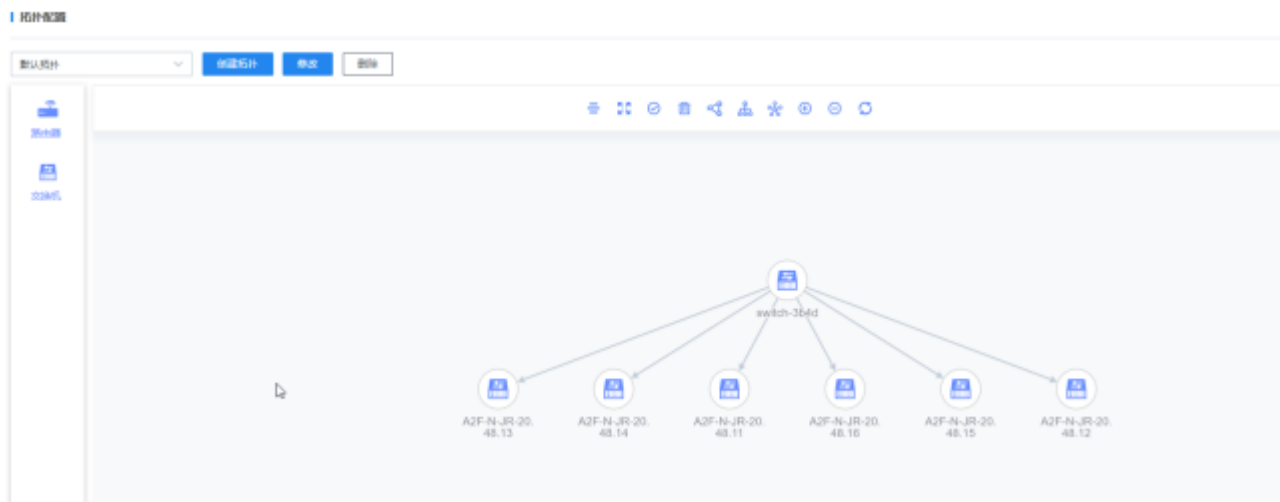 拓扑配置
默认拓扑
创建拓扑
修改
删除
路由器
交换机
switch-3b4d
A2F-N-JR-20.
48.13
A2F-N-JR-20.
48.14
A2F-N-JR-20.
48.11
A2F-N-JR-20.
48.16
A2F-N-JR-20.
48.15
A2F-N-JR-20.
48.12